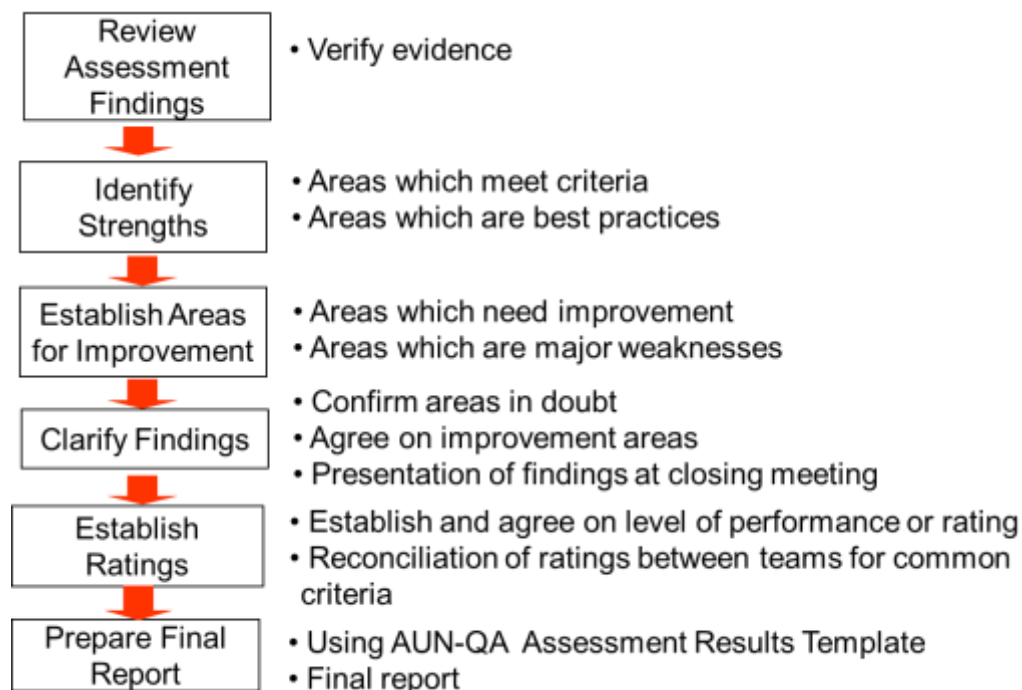 Review
Assessment
Findings
• Verify evidence
Identify
Strengths
• Areas which meet criteria
• Areas which are best practices
Establish Areas
for Improvement
• Areas which need improvement
• Areas which are major weaknesses
Clarify Findings
• Confirm areas in doubt
• Agree on improvement areas
• Presentation of findings at closing meeting
Establish
Ratings
• Establish and agree on level of performance or rating
• Reconciliation of ratings between teams for common
criteria
Prepare Final
Report
• Using AUN-QA Assessment Results Template
• Final report